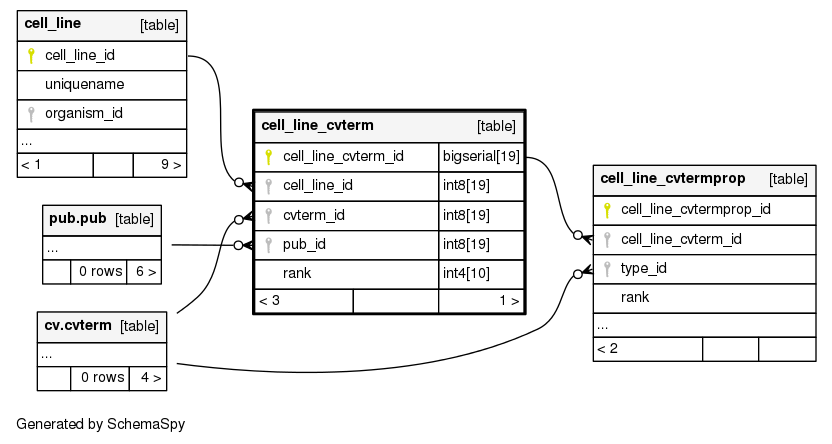 cell_line [table]
cell_line_id
uniquename
organism_id
...
< 1 9 >
pub.pub [table]
...
0 rows 6 >
cv.cvterm [table]
...
0 rows 4 >
cell_line_cvterm [table]
cell_line_cvterm_id bigserial[19]
cell_line_id int8[19]
cvterm_id int8[19]
pub_id int8[19]
rank int4[10]
< 3 1 >
cell_line_cvtermprop [table]
cell_line_cvtermprop_id
cell_line_cvterm_id
type_id
rank
...
< 2
Generated by SchemaSpy